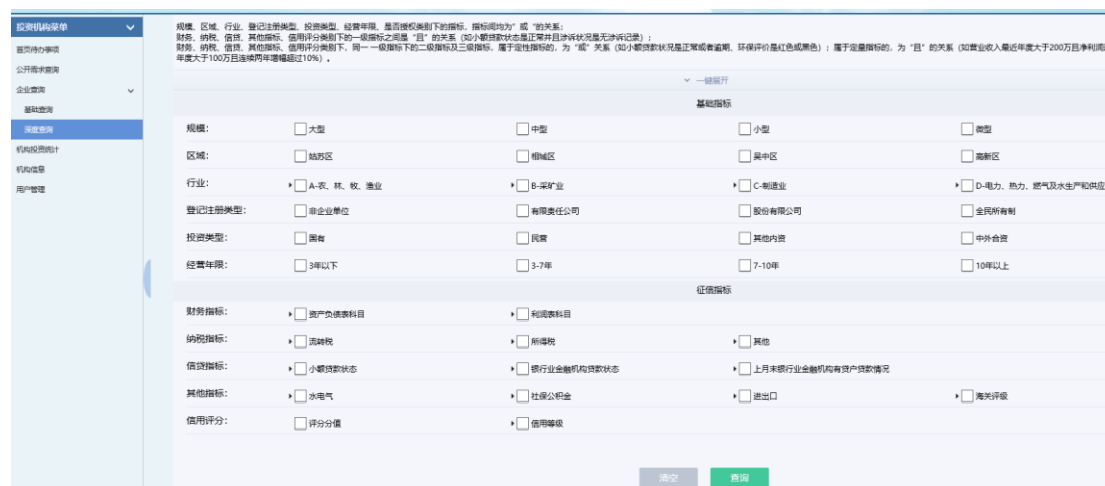 投资机构菜单
首页待办事项
公开需求查询
企业查询
基础查询
深度查询
机构投资统计
机构信息
用户管理
规模、区域、行业、登记注册类型、投资类型、经营年限、是否授权类别下的指标，指标间均为"或"的关系；
财务、纳税、信贷、其他指标、信用评分类别下的一级指标之间是"且"的关系（如小额贷款状态是正常并且涉诉状况是无涉诉记录）；
财务、纳税、信贷、其他指标、信用评分类别下，同一一级指标下的二级指标及三级指标，属于定性指标的，为"或"关系（如小额贷款状况是正常或者逾期、环保评价是红色或黑色）；属于定量指标的，为"且"的关系（如营业收入最近年度大于200万且净利润
年度大于100万且连续两年增幅超过10%）。
一键展开
基础指标
规模： 大型 中型 小型 微型
区域： 姑苏区 相城区 吴中区 高新区
行业： A-农、林、牧、渔业 B-采矿业 C-制造业 D-电力、热力、燃气及水生产和供应
登记注册类型： 非企业单位 有限责任公司 股份有限公司 全民所有制
投资类型： 国有 民营 其他内资 中外合资
经营年限： 3年以下 3-7年 7-10年 10年以上
征信指标
财务指标： 资产负债表科目 利润表科目
纳税指标： 流转税 所得税 其他
信贷指标： 小额贷款状态 银行业金融机构贷款状态 上月末银行业金融机构有贷户贷款情况
其他指标： 水电气 社保公积金 进出口 海关评级
信用评分： 评分分值 信用等级
清空 查询